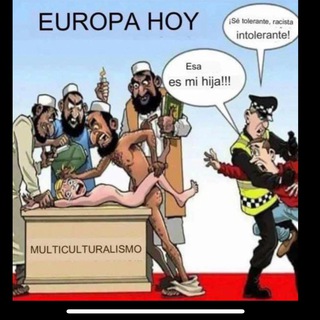 EUROPA HOY
¡Sé tolerante, racista
intolerante!
Esa
es mi hija!!!
MULTICULTURALISMO